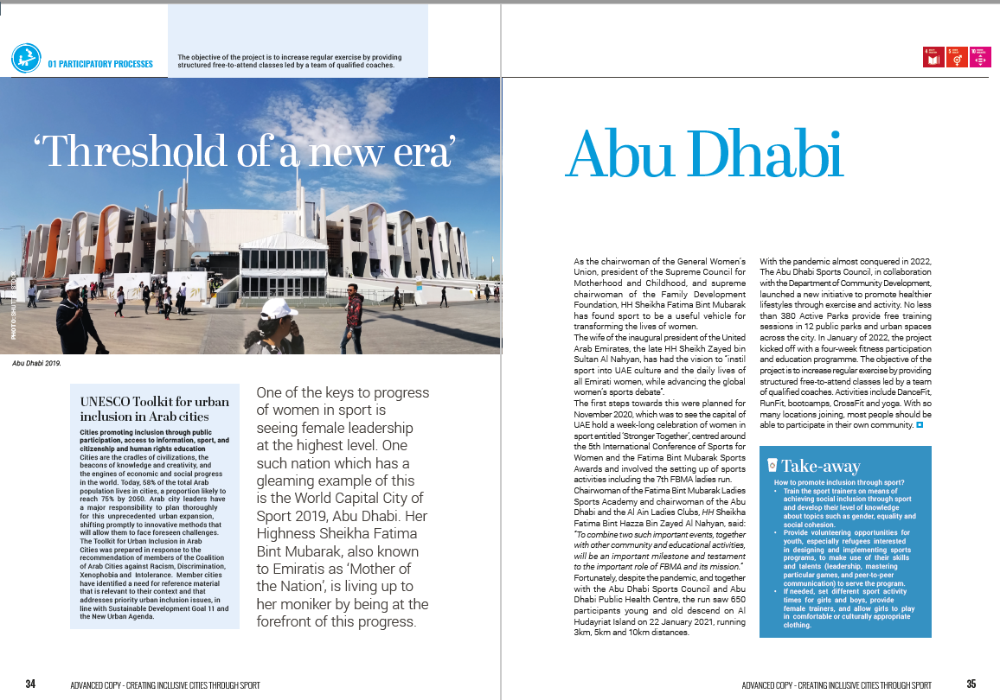 01 PARTICIPATORY PROCESSES
The objective of the project is to increase regular exercise by providing
structured free-to-attend classes led by a team of qualified coaches.
‘Threshold of a new era’
Abu Dhabi 2019.
UNESCO Toolkit for urban
inclusion in Arab cities
Cities promoting inclusion through public
participation, access to information, sport, and
citizenship and human rights education
Cities are the cradles of civilizations, the
beacons of knowledge and creativity, and
the engines of economic and social progress
in the world. Today, 58% of the total Arab
population lives in cities, a proportion likely to
reach 75% by 2050. Arab city leaders have
a major responsibility to plan thoroughly
for this unprecedented urban expansion,
shifting promptly to innovative methods that
will allow them to face foreseen challenges.
The Toolkit for Urban Inclusion in Arab
Cities was prepared in response to the
recommendation of members of the Coalition
of Arab Cities against Racism, Discrimination,
Xenophobia and Intolerance. Member cities
have identified a need for reference material
that is relevant to their context and that
addresses priority urban inclusion issues, in
line with Sustainable Development Goal 11 and
the New Urban Agenda.
One of the keys to progress
of women in sport is
seeing female leadership
at the highest level. One
such nation which has a
gleaming example of this
is the World Capital City of
Sport 2019, Abu Dhabi. Her
Highness Sheikha Fatima
Bint Mubarak, also known
to Emiratis as ‘Mother of
the Nation’, is living up to
her moniker by being at the
forefront of this progress.
34
ADVANCED COPY - CREATING INCLUSIVE CITIES THROUGH SPORT
4
5
10
Abu Dhabi
As the chairwoman of the General Women’s
Union, president of the Supreme Council for
Motherhood and Childhood, and supreme
chairwoman of the Family Development
Foundation, HH Sheikha Fatima Bint Mubarak
has found sport to be a useful vehicle for
transforming the lives of women.
The wife of the inaugural president of the United
Arab Emirates, the late HH Sheikh Zayed bin
Sultan Al Nahyan, has had the vision to “instil
sport into UAE culture and the daily lives of
all Emirati women, while advancing the global
women’s sports debate”.
The first steps towards this were planned for
November 2020, which was to see the capital of
UAE hold a week-long celebration of women in
sport entitled ‘Stronger Together’, centred around
the 5th International Conference of Sports for
Women and the Fatima Bint Mubarak Sports
Awards and involved the setting up of sports
activities including the 7th FBMA ladies run.
Chairwoman of the Fatima Bint Mubarak Ladies
Sports Academy and chairwoman of the Abu
Dhabi and the Al Ain Ladies Clubs, HH Sheikha
Fatima Bint Hazza Bin Zayed Al Nahyan, said:
“To combine two such important events, together
with other community and educational activities,
will be an important milestone and testament
to the important role of FBMA and its mission.”
Fortunately, despite the pandemic, and together
with the Abu Dhabi Sports Council and Abu
Dhabi Public Health Centre, the run saw 650
participants young and old descend on Al
Hudayriat Island on 22 January 2021, running
3km, 5km and 10km distances.
With the pandemic almost conquered in 2022,
The Abu Dhabi Sports Council, in collaboration
with the Department of Community Development,
launched a new initiative to promote healthier
lifestyles through exercise and activity. No less
than 380 Active Parks provide free training
sessions in 12 public parks and urban spaces
across the city. In January of 2022, the project
kicked off with a four-week fitness participation
and education programme. The objective of the
project is to increase regular exercise by providing
structured free-to-attend classes led by a team
of qualified coaches. Activities include DanceFit,
RunFit, bootcamps, CrossFit and yoga. With so
many locations joining, most people should be
able to participate in their own community.
Take-away
How to promote inclusion through sport?
• Train the sport trainers on means of
achieving social inclusion through sport
and develop their level of knowledge
about topics such as gender, equality and
social cohesion.
• Provide volunteering opportunities for
youth, especially refugees interested
in designing and implementing sports
programs, to make use of their skills
and talents (leadership, mastering
particular games, and peer-to-peer
communication) to serve the program.
• If needed, set different sport activity
times for girls and boys, provide
female trainers, and allow girls to play
in comfortable or culturally appropriate
clothing.
ADVANCED COPY - CREATING INCLUSIVE CITIES THROUGH SPORT
35